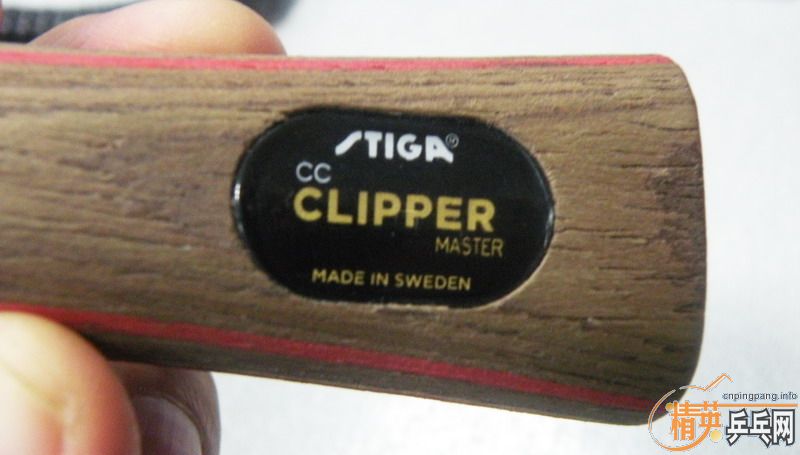 STIGA®
CC
CLIPPER
MASTER
MADE IN SWEDEN
cnpingpang.info
精英乒乓网